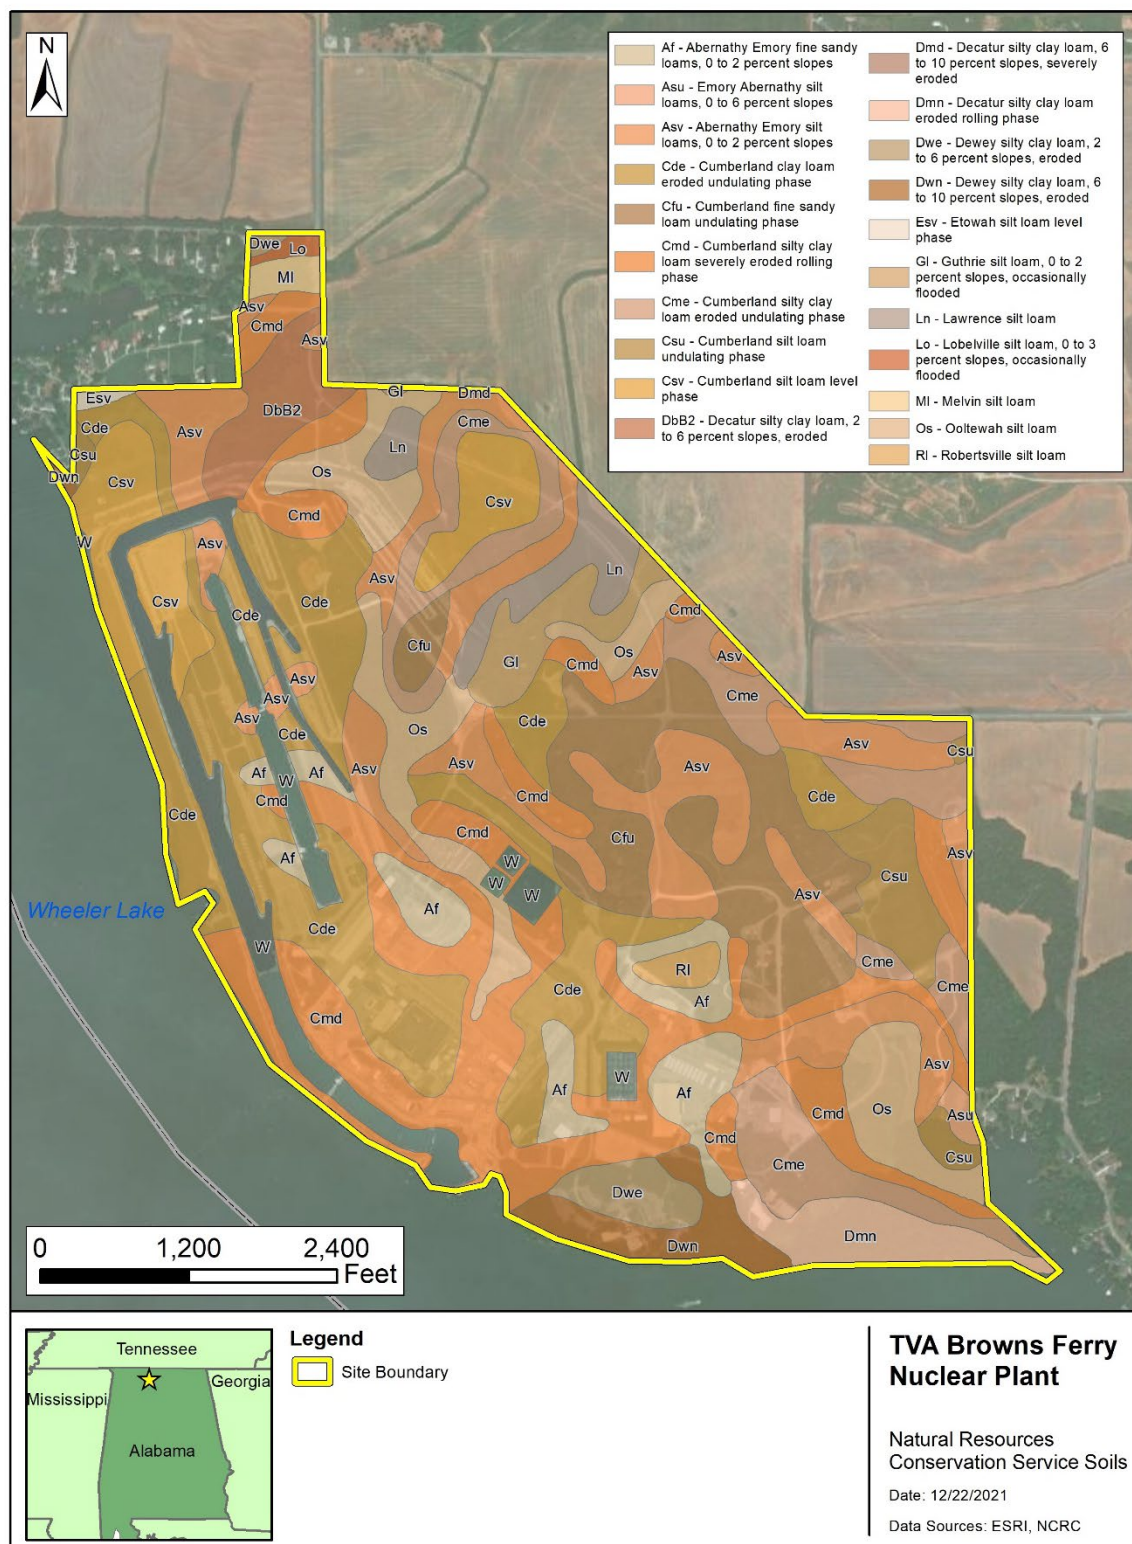 N
Af - Abernathy Emory fine sandy
loams, 0 to 2 percent slopes
Asu - Emory Abernathy silt
loams, 0 to 6 percent slopes
Asv - Abernathy Emory silt
loams, 0 to 2 percent slopes
Cde - Cumberland clay loam
eroded undulating phase
Cfu - Cumberland fine sandy
loam undulating phase
Cmd - Cumberland silty clay
loam severely eroded rolling
phase
Cme - Cumberland silty clay
loam eroded undulating phase
Csu - Cumberland silt loam
undulating phase
Csv - Cumberland silt loam level
phase
DbB2 - Decatur silty clay loam, 2
to 6 percent slopes, eroded
Dmd - Decatur silty clay loam, 6
to 10 percent slopes, severely
eroded
Dmn - Decatur silty clay loam
eroded rolling phase
Dwe - Dewey silty clay loam, 2
to 6 percent slopes, eroded
Dwn - Dewey silty clay loam, 6
to 10 percent slopes, eroded
Esv - Etowah silt loam level
phase
Gl - Guthrie silt loam, 0 to 2
percent slopes, occasionally
flooded
Ln - Lawrence silt loam
Lo - Lobelville silt loam, 0 to 3
percent slopes, occasionally
flooded
Ml - Melvin silt loam
Os - Ooltewah silt loam
Rl - Robertsville silt loam
Dwe
Lo
Ml
Asv
Cmd
Asv
Esv
Gl
Dmd
Cde
Asv
DbB2
Cme
Csu
Ln
Dwn
Csv
Os
Csv
Cmd
W
Asv
Ln
Asv
Csv
Cde
Cde
Cmd
Cfu
Gl
Cmd
Os
Asv
Asv
Cme
Asv
Asv
Asv
Cde
Os
Cde
Asv
Csu
Af
W
Af
Asv
Asv
Asv
Cmd
Cmd
Cde
Cde
Cmd
Cfu
Asv
Af
W
W
W
Csu
Asv
Af
Wheeler Lake
Cde
W
Cme
Rl
Cme
Cde
Af
Cmd
Asv
W
Af
Af
Cmd
Os
Asu
Cmd
Csu
Cme
Dwe
Dmn
Dwn
0 1,200 2,400
Feet
Tennessee
Mississippi
Georgia
Alabama
Legend
Site Boundary
TVA Browns Ferry
Nuclear Plant
Natural Resources
Conservation Service Soils
Date: 12/22/2021
Data Sources: ESRI, NCRC